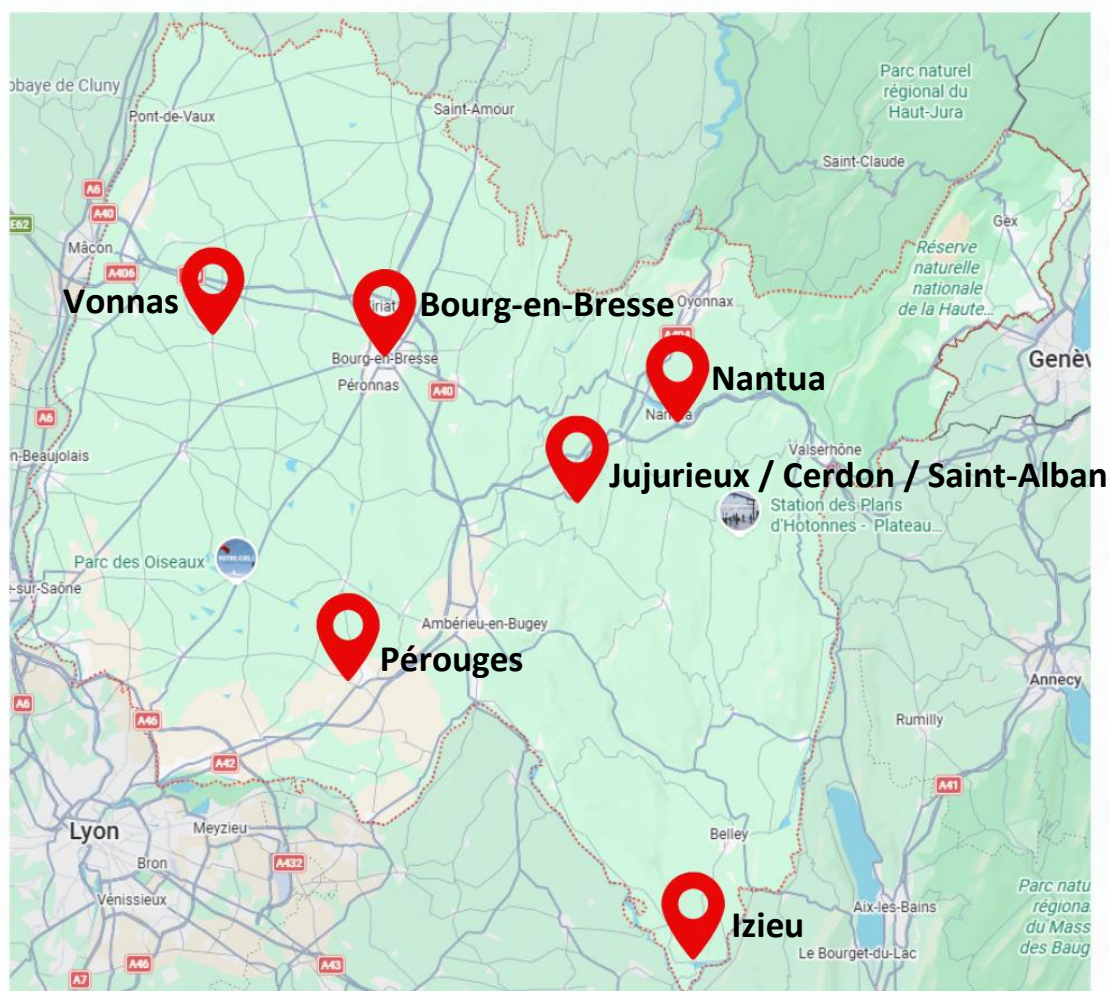 bbaye de Cluny
Pont-de-Vaux
Saint-Amour
Parc naturel
régional du
Haut-Jura
Saint-Claude
A6
A40
E62
Gex
Mâcon
A406
Réserve
naturelle
nationale
de la Haute...
Vonnas
Bourg-en-Bresse
Oyonnax
Bourg-en-Bresse
Péronnas
A40
Genèv
Nantua
A6
n-Beaujolais
Valserhône
Jujurieux / Cerdon / Saint-Alban
Station des Plans
d'Hotonnes - Plateau...
Parc des Oiseaux
e-sur-Saône
Ambérieu-en-Bugey
Pérouges
Annecy
A6
A46
Rumilly
A42
A41
Lyon
Meyzieu
Belley
Bron
A432
Vénissieux
Parc natu
régiona
du Mass
des Baug
Aix-les-Bains
Izieu
Le Bourget-du-Lac
A7
A46
A43